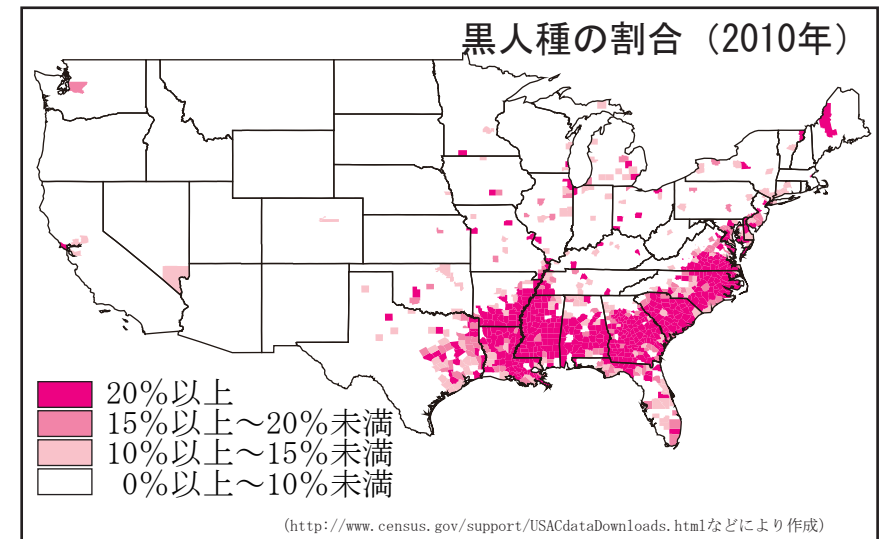 黒人種の割合（2010年）
20％以上
15％以上～20％未満
10％以上～15％未満
0％以上～10％未満
(http://www.census.gov/support/USACdataDownloads.htmlなどにより作成)